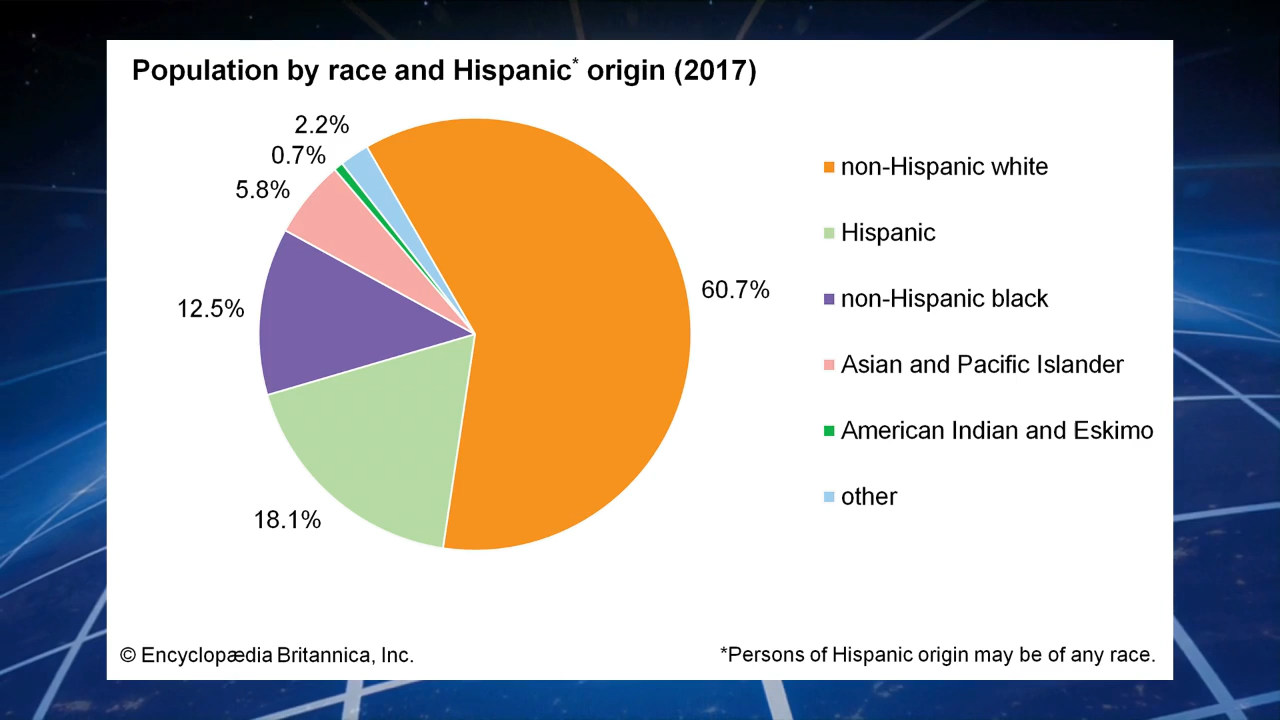 Population by race and Hispanic* origin (2017)
2.2%
0.7%
5.8%
12.5%
18.1%
60.7%
non-Hispanic white
Hispanic
non-Hispanic black
Asian and Pacific Islander
American Indian and Eskimo
other
© Encyclopædia Britannica, Inc.
*Persons of Hispanic origin may be of any race.